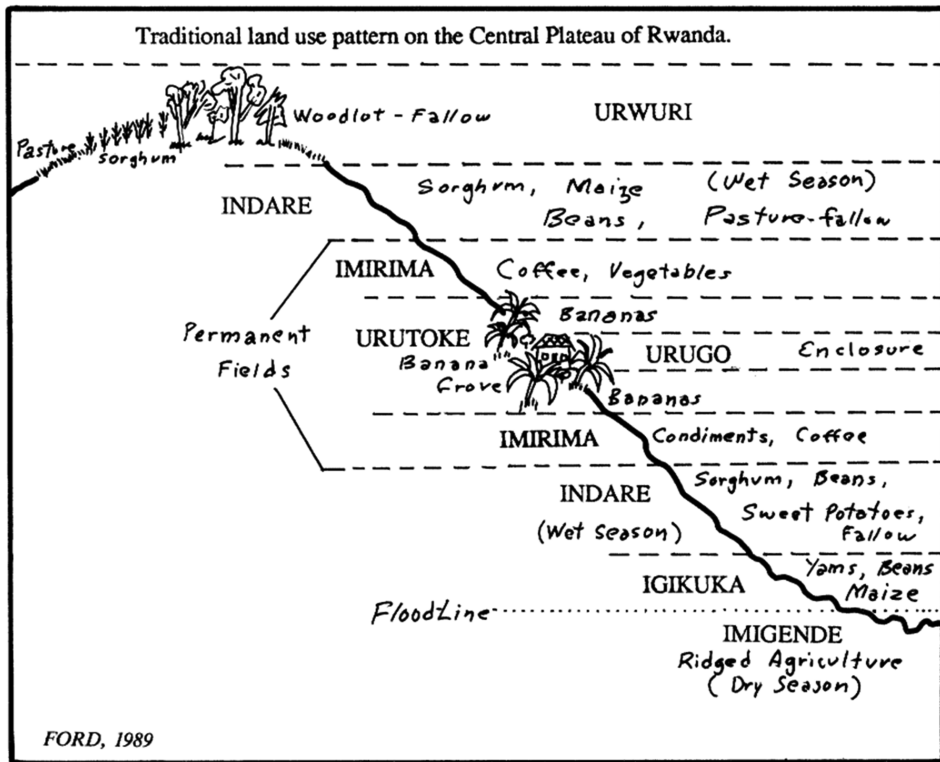 Traditional land use pattern on the Central Plateau of Rwanda.
Woodlot - Fallow
URWURI
Pasture
Sorghum
INDARE
Sorghum, Maize (Wet Season)
Beans, Pasture-fallow
IMIRIMA
Coffee, Vegetables
Permanent
Fields
Bananas
URUTOKE
Banana
Grove
URUGO
Enclosure
Bananas
IMIRIMA
Condiments, Coffee
INDARE
(Wet Season)
Sorghum, Beans,
Sweet Potatoes,
Fallow
IGIKUKA
Yams, Beans
Maize
FloodLine
IMIGENDE
Ridged Agriculture
(Dry Season)
FORD, 1989